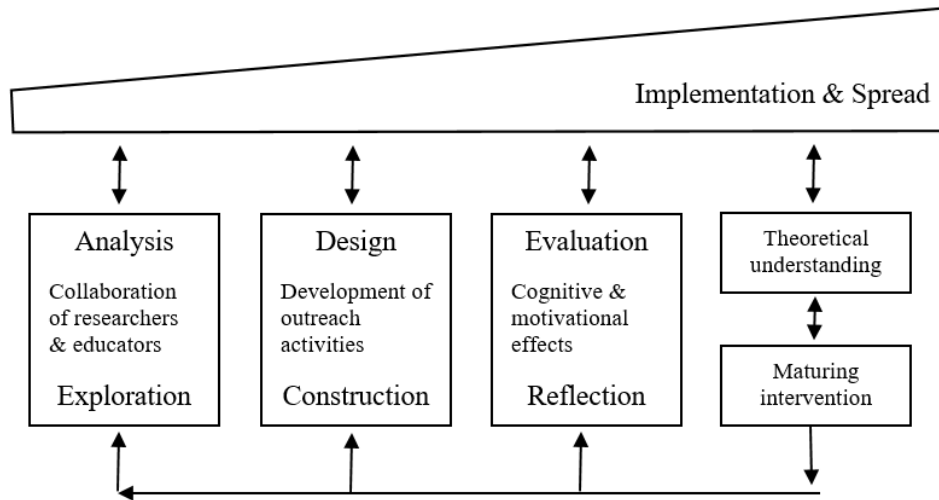 Implementation & Spread
Analysis
Collaboration
of researchers
& educators
Exploration
Design
Development of
outreach
activities
Construction
Evaluation
Cognitive &
motivational
effects
Reflection
Theoretical
understanding
Maturing
intervention